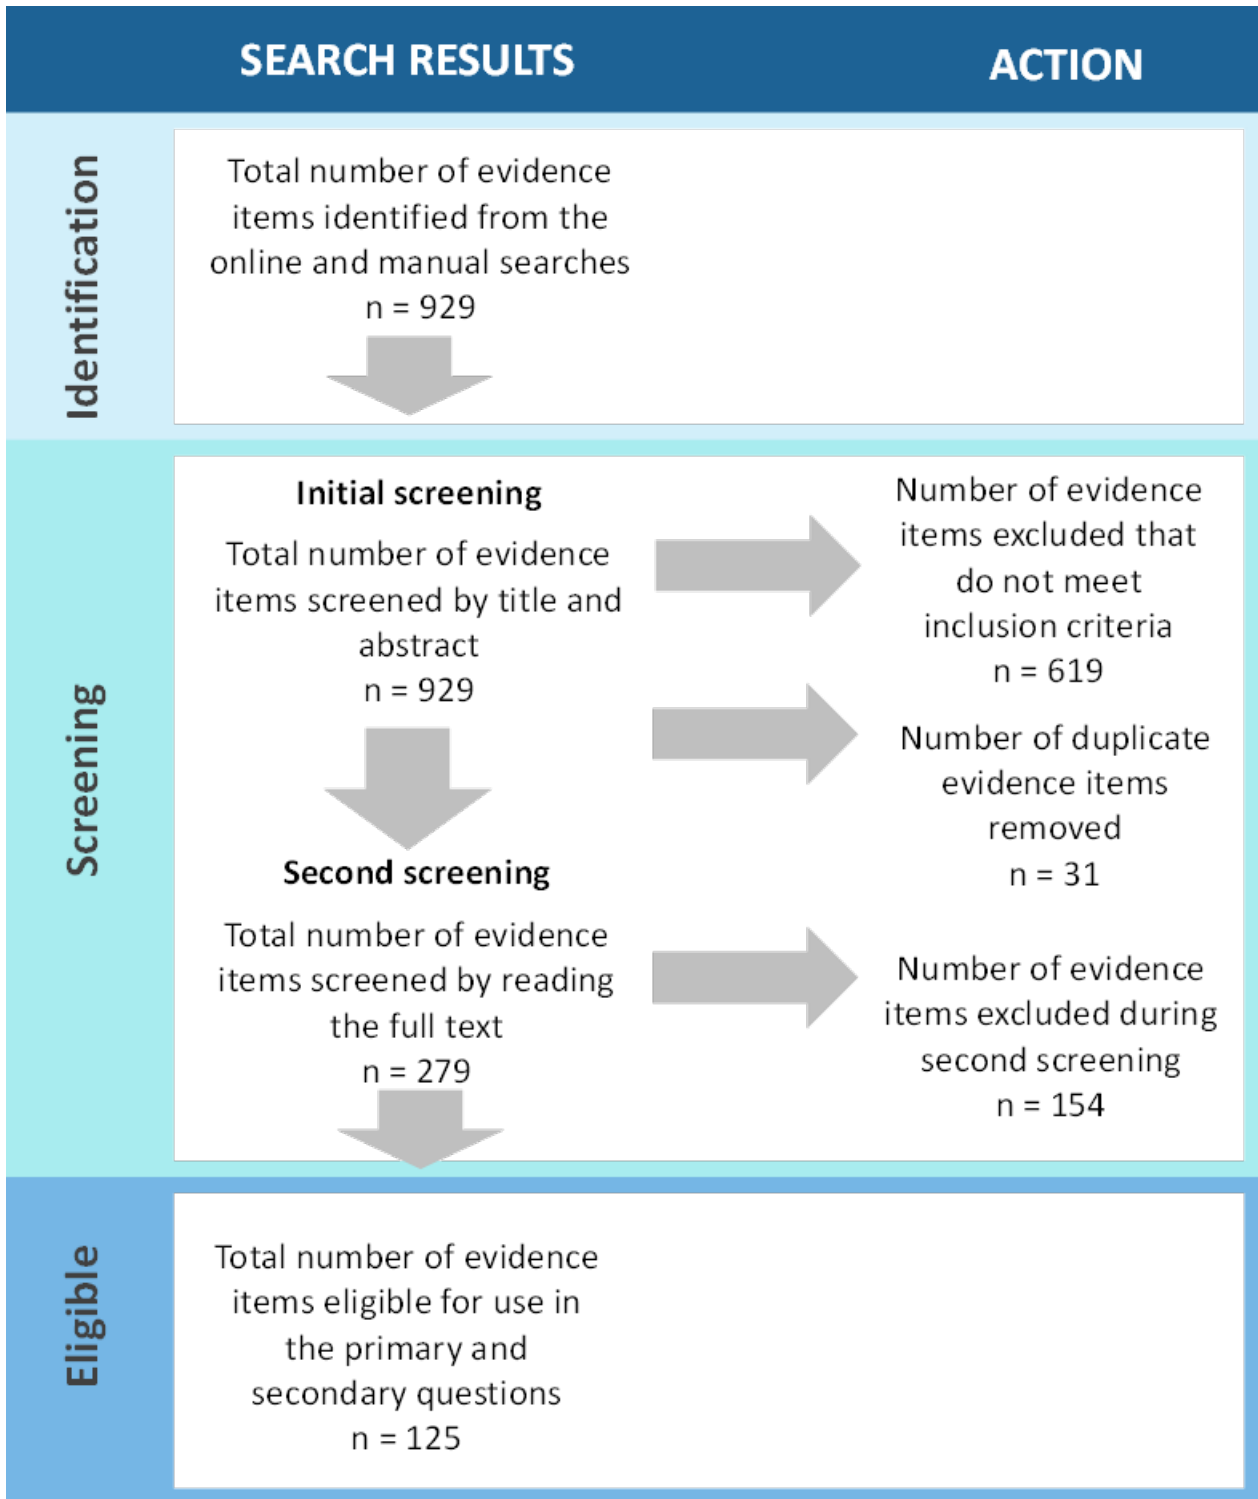 SEARCH RESULTS
ACTION
Identification
Total number of evidence
items identified from the
online and manual searches
n = 929
Screening
Initial screening
Total number of evidence
items screened by title and
abstract
n = 929
Number of evidence
items excluded that
do not meet
inclusion criteria
n = 619
Number of duplicate
evidence items
removed
n = 31
Second screening
Total number of evidence
items screened by reading
the full text
n = 279
Number of evidence
items excluded during
second screening
n = 154
Eligible
Total number of evidence
items eligible for use in
the primary and
secondary questions
n = 125